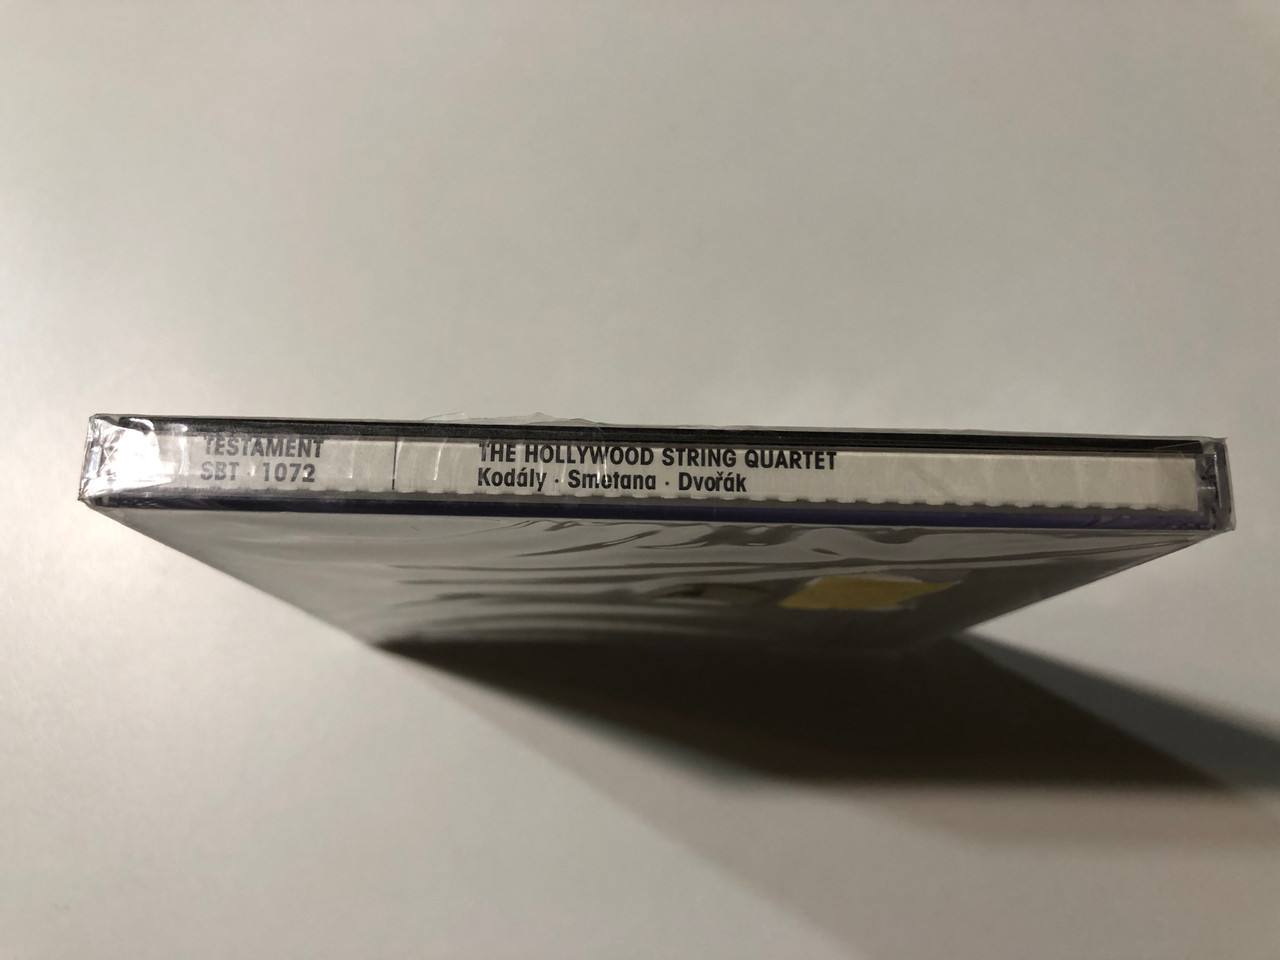 TESTAMENT
SBT 1072
THE HOLLYWOOD STRING QUARTET
Kodály · Smetana · Dvořák